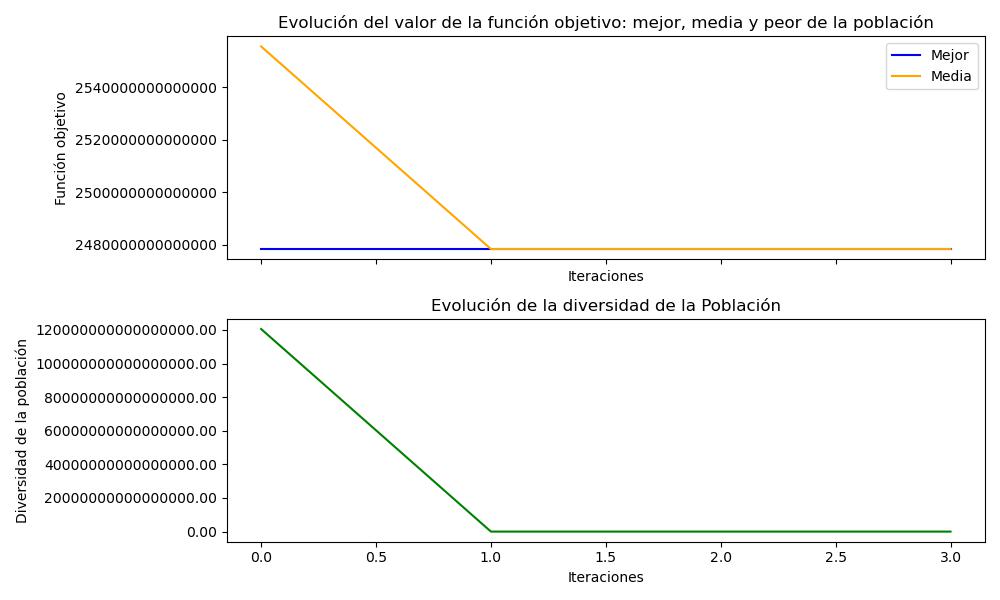 Evolución del valor de la función objetivo: mejor, media y peor de la población
Mejor
Media
Función objetivo
2540000000000000
2520000000000000
2500000000000000
2480000000000000
Iteraciones
Evolución de la diversidad de la Población
Diversidad de la población
120000000000000000.00
100000000000000000.00
80000000000000000.00
60000000000000000.00
40000000000000000.00
20000000000000000.00
0.00
0.0 0.5 1.0 1.5 2.0 2.5 3.0
Iteraciones